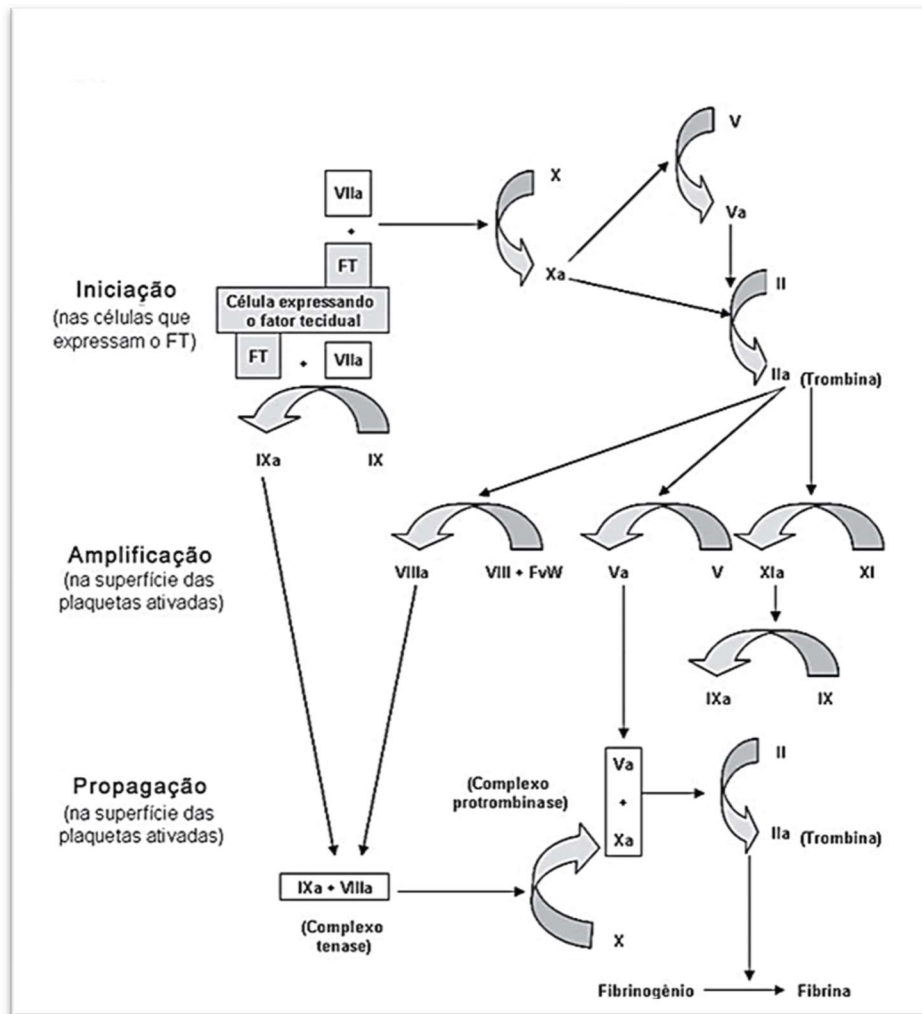 V
VIIa
X
+
Va
FT
Xa
II
Iniciação
(nas células que
expressam o FT)
Célula expressando
o fator tecidual
FT + VIIa
IIa (Trombina)
IXa IX
Amplificação
(na superfície das
plaquetas ativadas)
VIIIa VIII + FvW Va V XIa XI
IXa IX
Propagação
(na superfície das
plaquetas ativadas)
(Complexo
protrombinase)
Va
+
Xa
II
IIa (Trombina)
IXa + VIIIa
(Complexo
tenase)
X
Fibrinogênio Fibrina